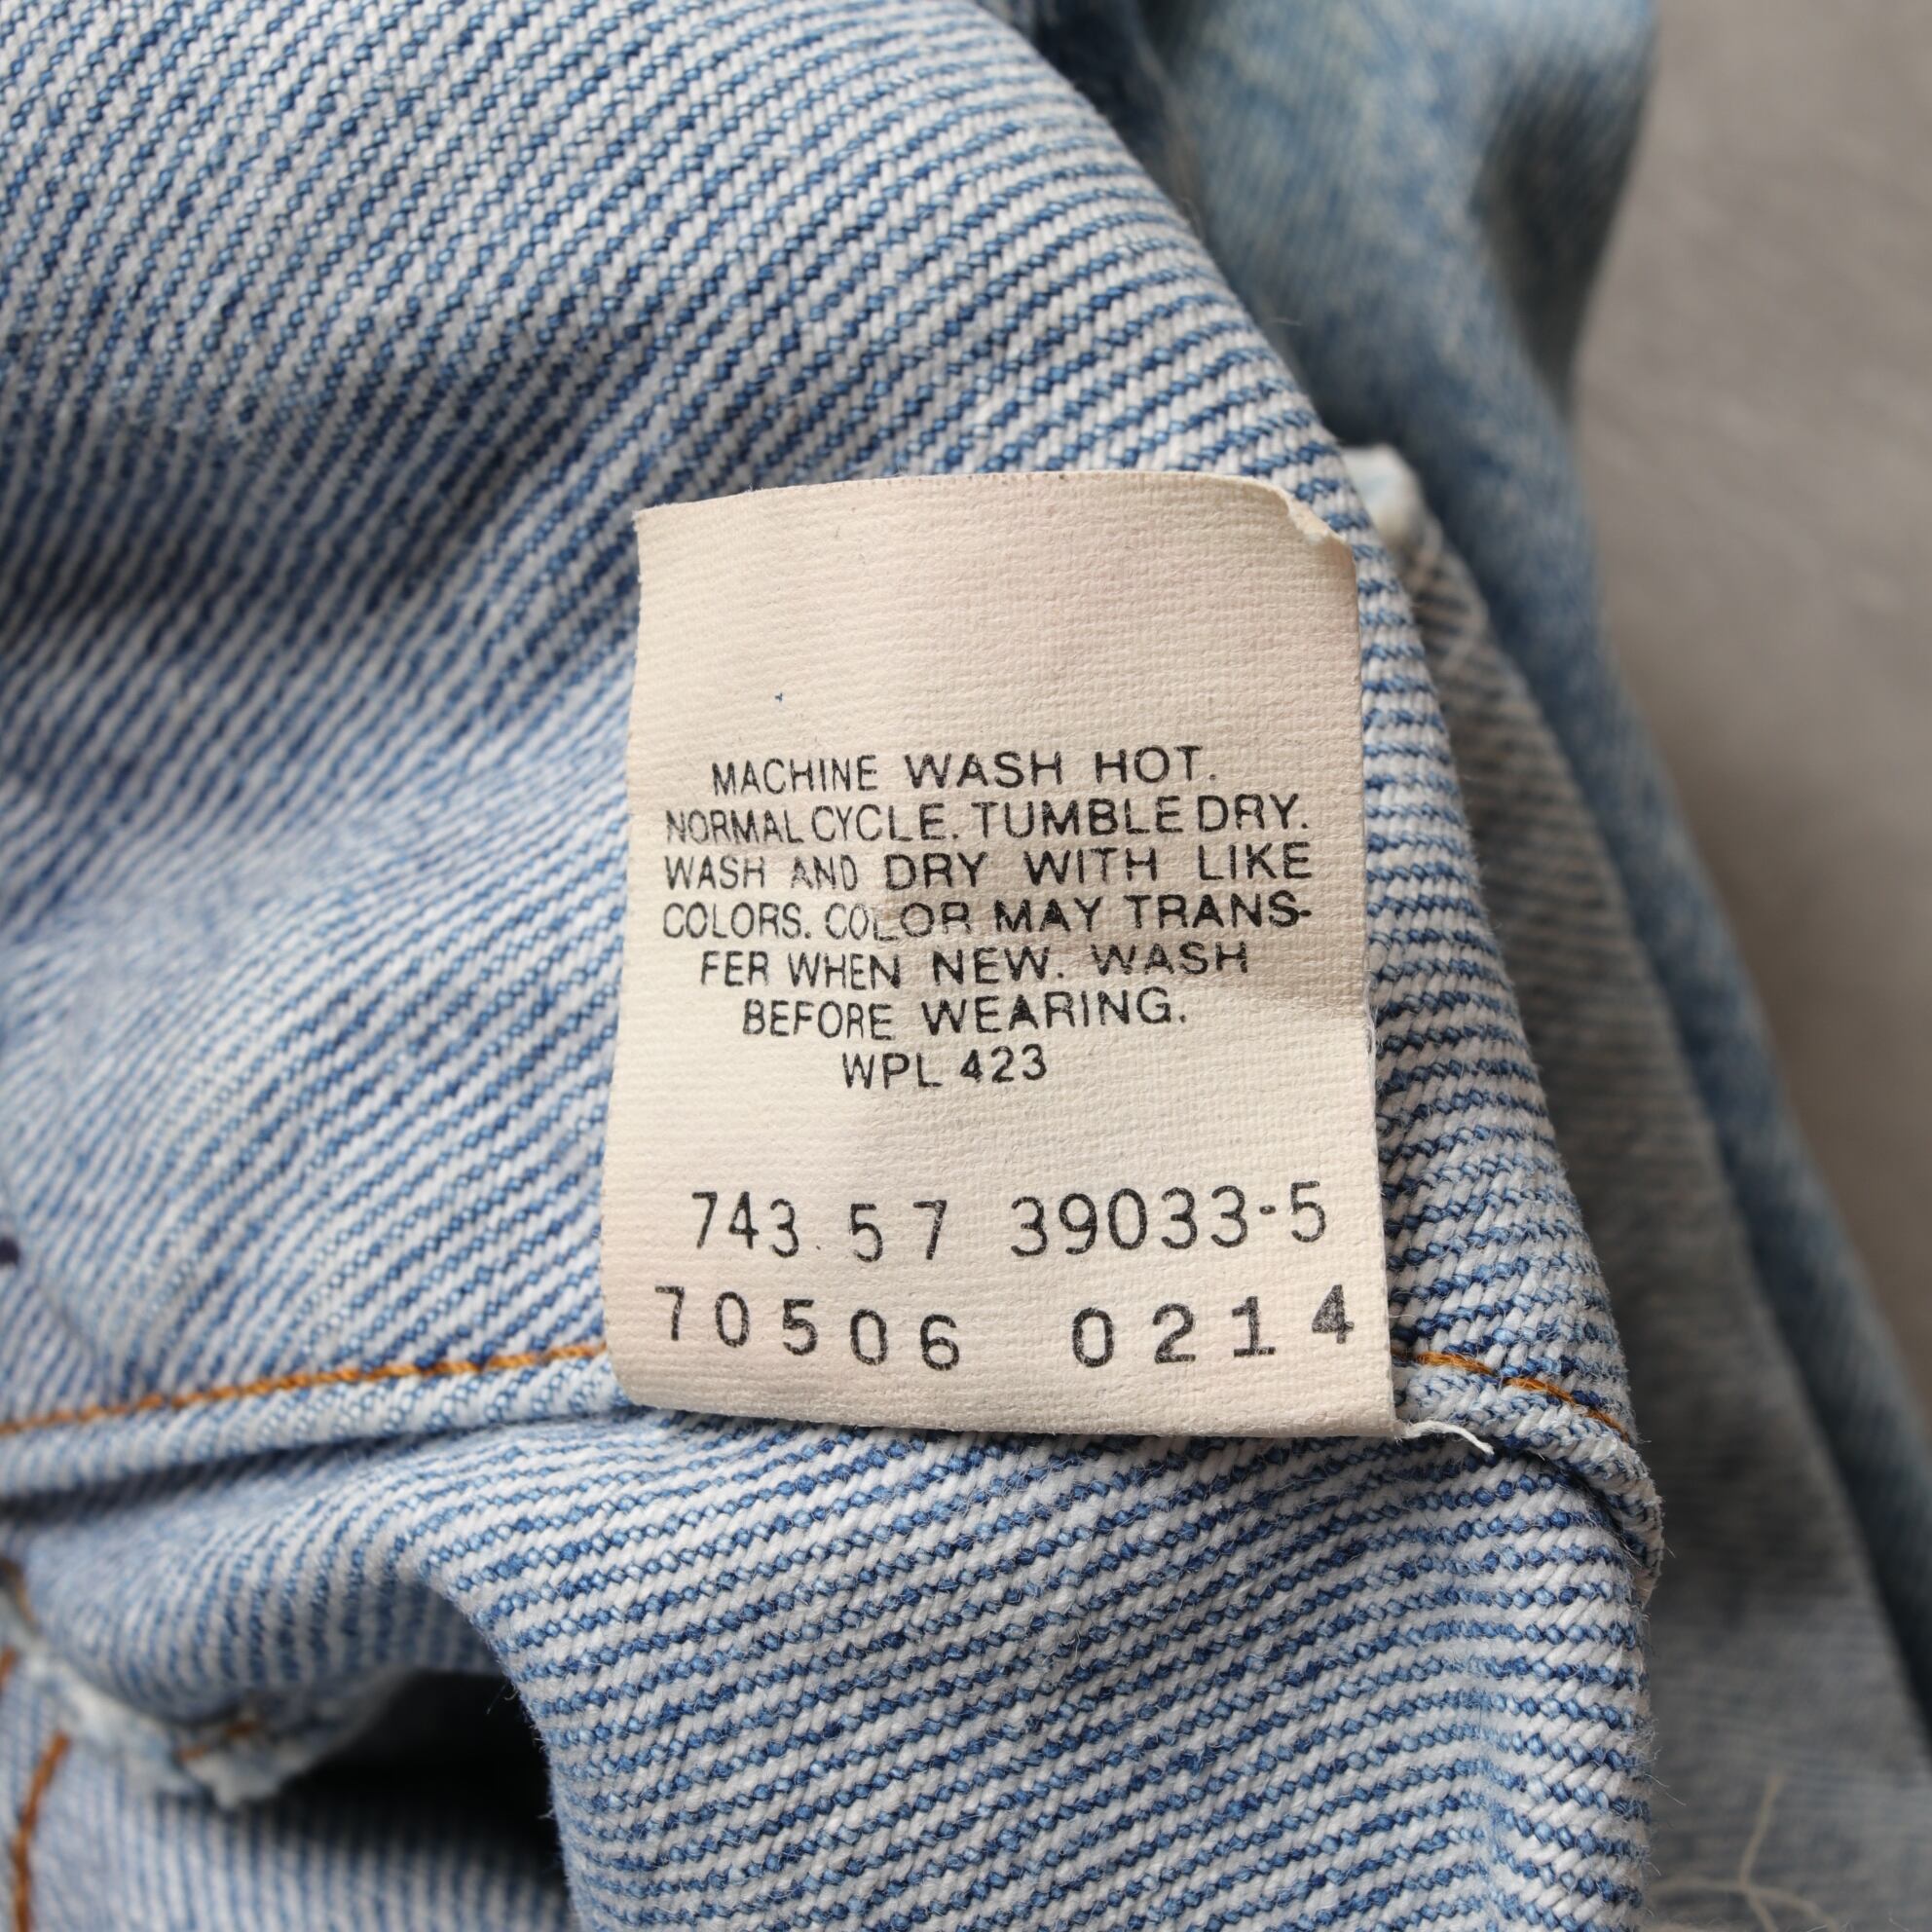 MACHINE WASH HOT.
NORMAL CYCLE. TUMBLE DRY.
WASH AND DRY WITH LIKE
COLORS. COLOR MAY TRANS-
FER WHEN NEW. WASH
BEFORE WEARING.
WPL 423
743 57 39033-5
70506 0214